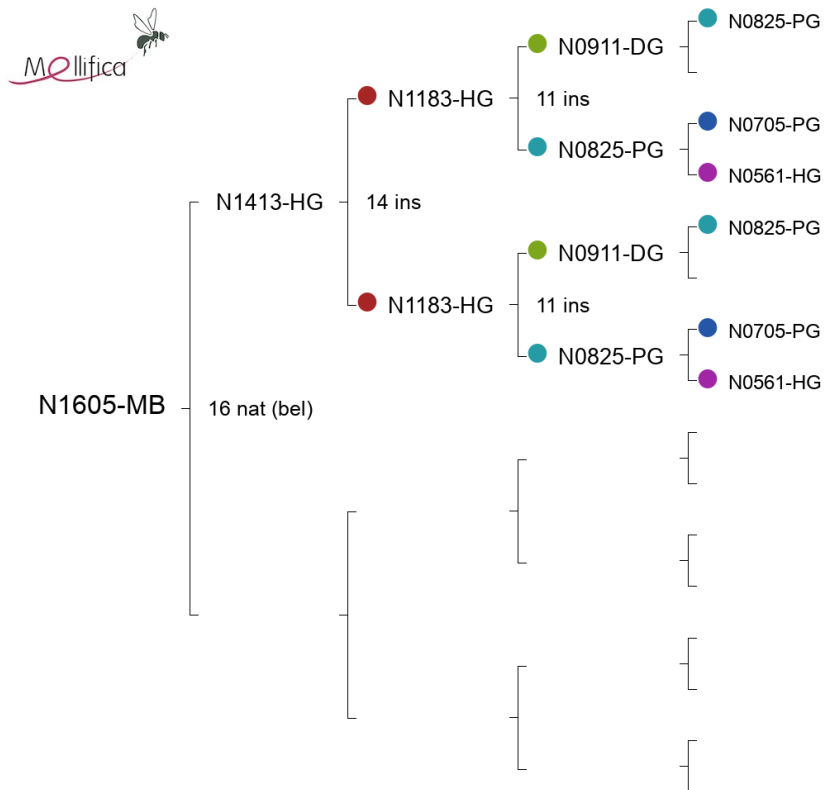 Mellifica
N0825-PG
N0911-DG
11 ins
N1183-HG
N0705-PG
N0825-PG
N0561-HG
N1413-HG
14 ins
N0825-PG
N0911-DG
N1183-HG
11 ins
N0705-PG
N0825-PG
N0561-HG
N1605-MB
16 nat (bel)